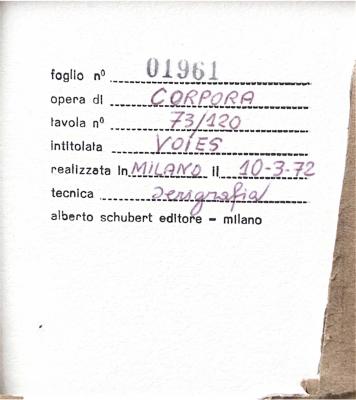 foglio n° 01961
opera di CORPORA
tavola n° 73/120
intitolata VOIES
realizzata in MILANO il 10-3-72
tecnica serigrafia
alberto schubert editore - milano